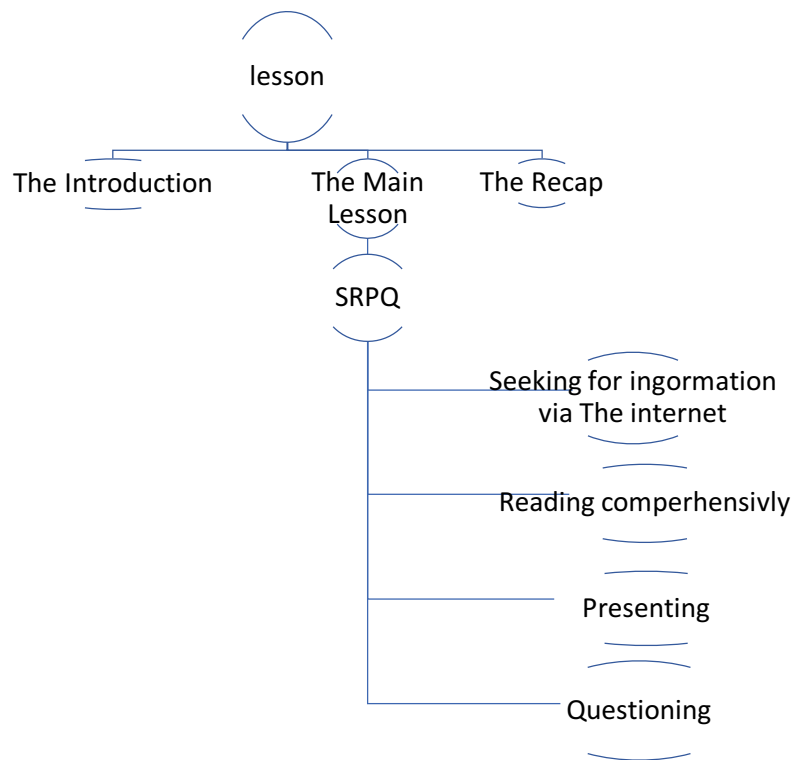 lesson
The Introduction
The Main
Lesson
The Recap
SRPQ
Seeking for ingormation
via The internet
Reading comperhensivly
Presenting
Questioning